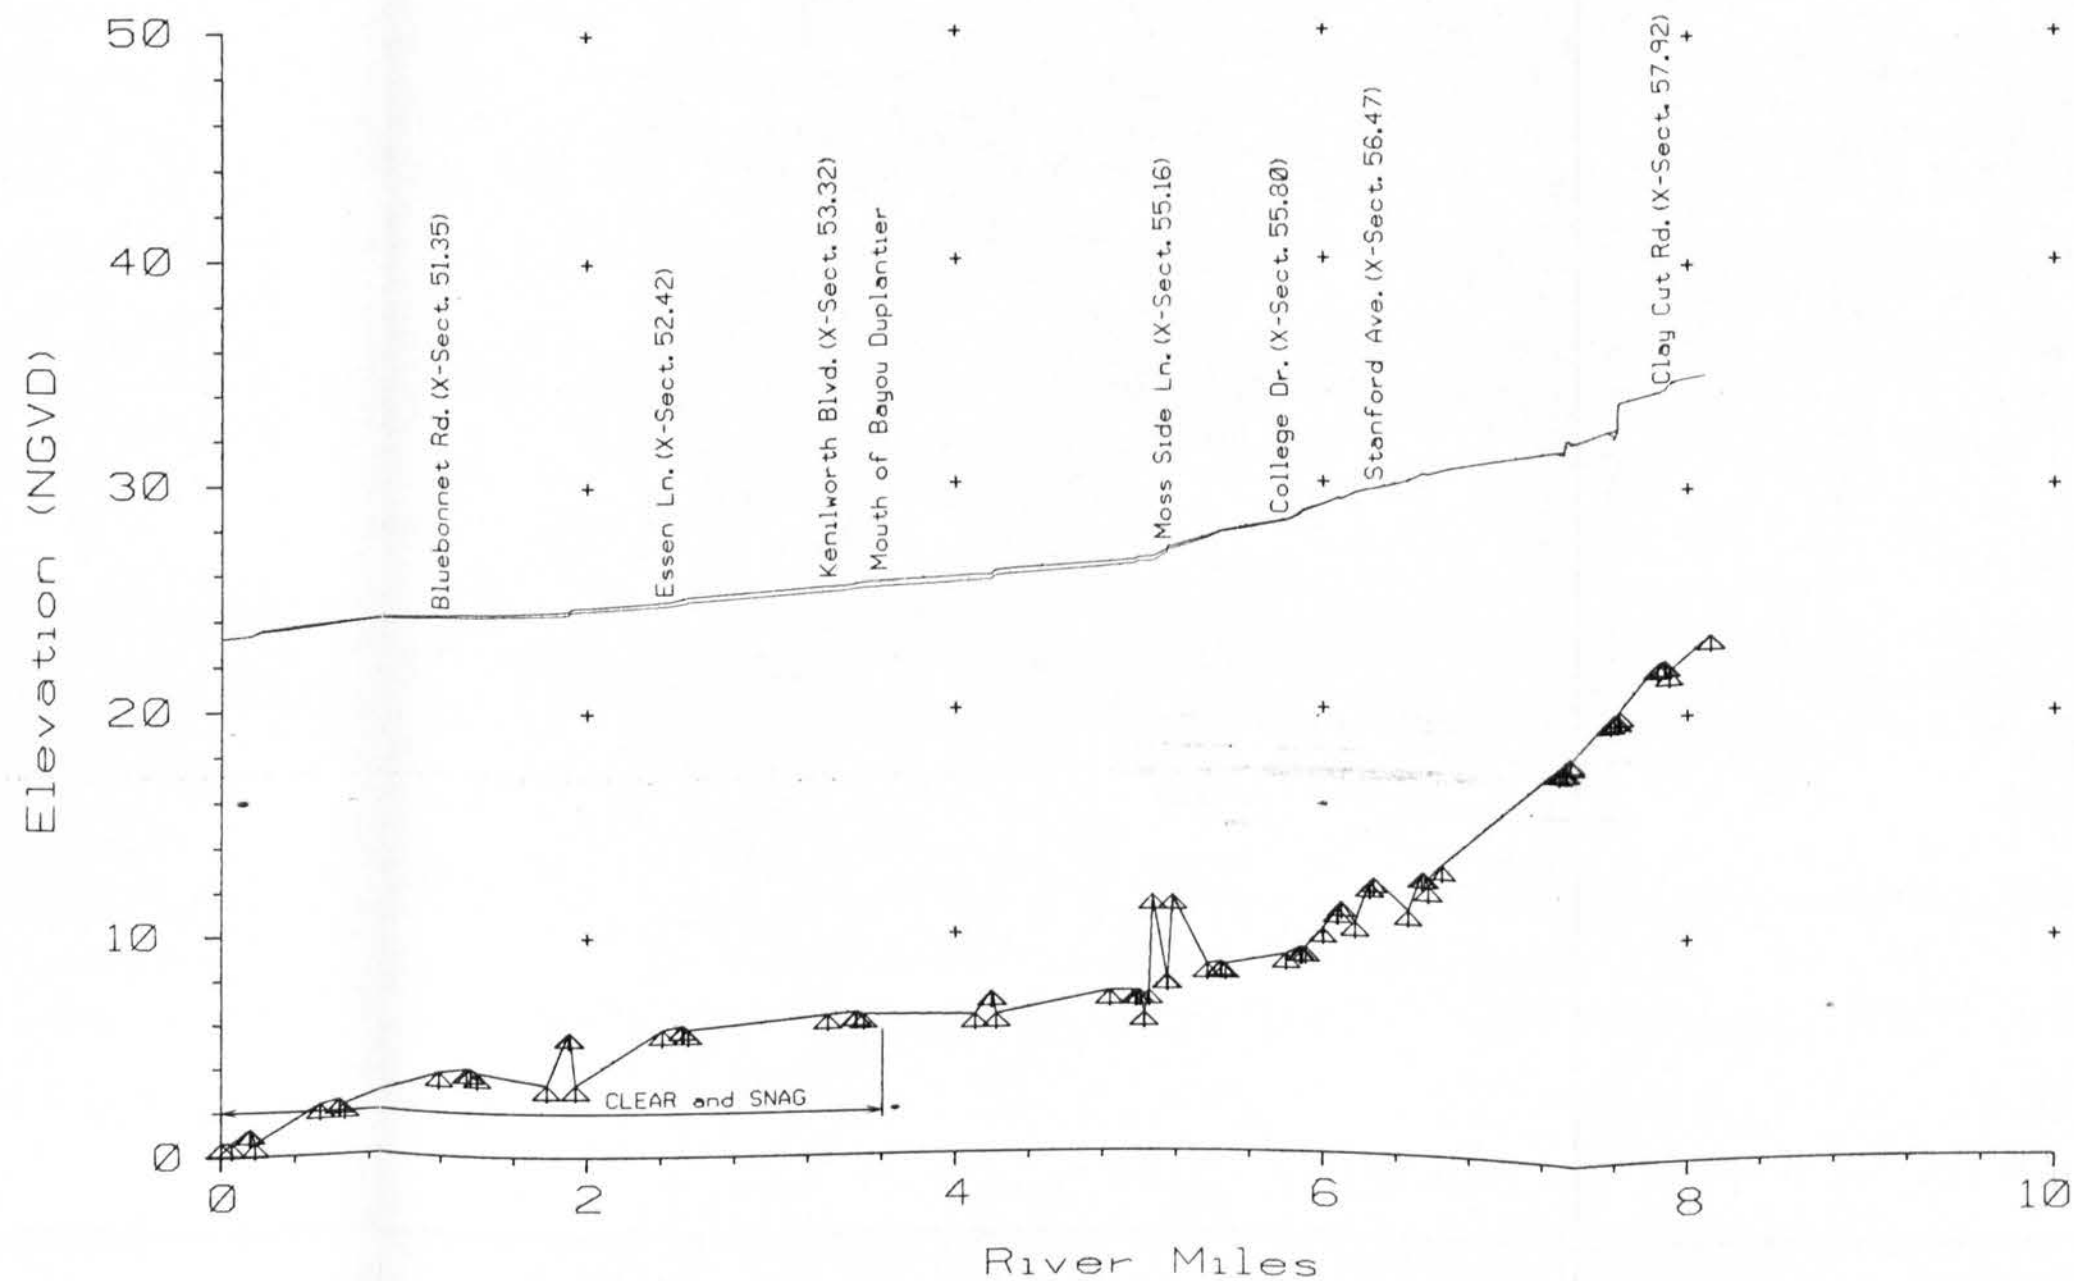 50
40
30
20
10
0
Elevation (NGVD)
Bluebonnet Rd. (X-Sect. 51.35)
Essen Ln. (X-Sect. 52.42)
Kenilworth Blvd. (X-Sect. 53.32)
Mouth of Bayou Duplantier
Moss Side Ln. (X-Sect. 55.16)
College Dr. (X-Sect. 55.80)
Stanford Ave. (X-Sect. 56.47)
Clay Cut Rd. (X-Sect. 57.92)
CLEAR and SNAG
0 2 4 6 8 10
River Miles